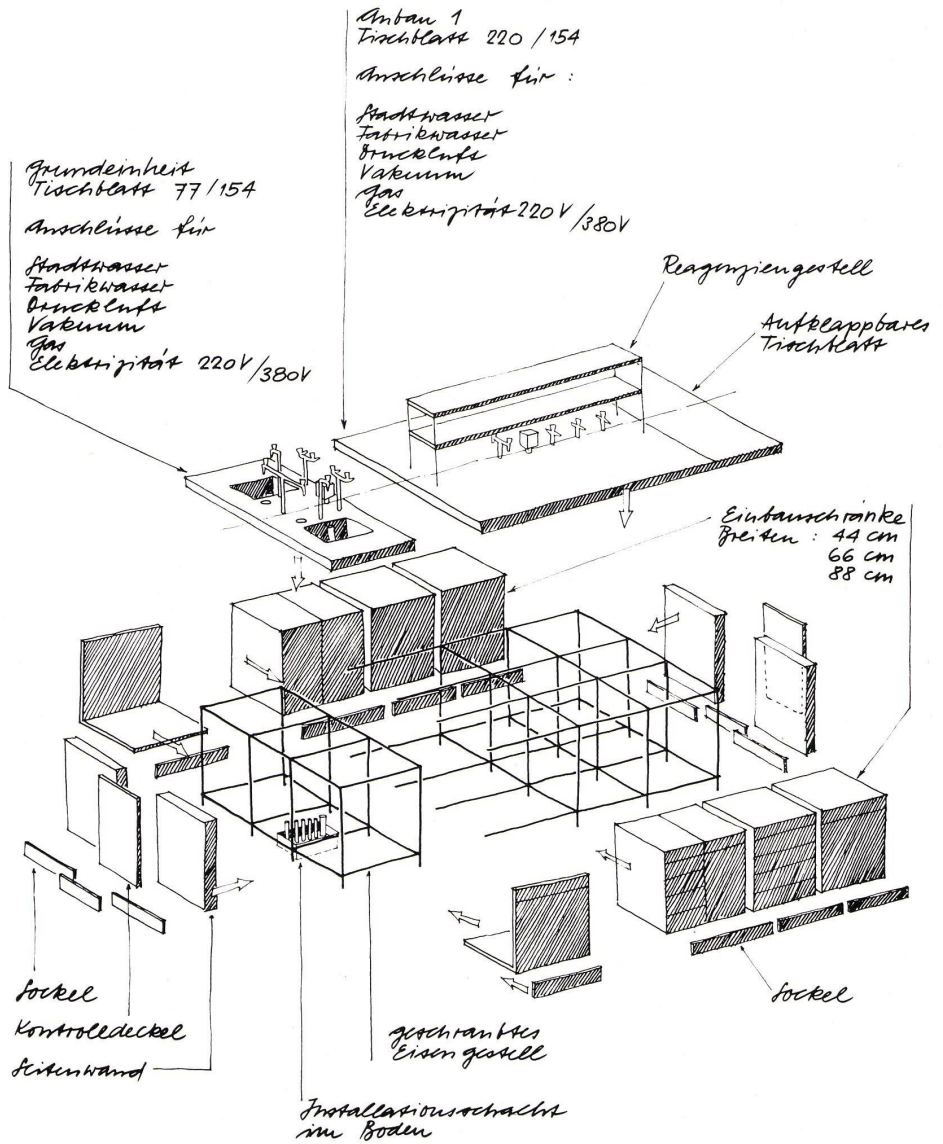 Anbau 1
Tischblatt 220/154
Anschlüsse für :
Stadtwasser
Fabrikwasser
Druckluft
Vakuum
Gas
Elektrizität 220V/380V
Grundeinheit
Tischblatt 77/154
Anschlüsse für
Stadtwasser
Fabrikwasser
Druckluft
Vakuum
Gas
Elektrizität 220V/380V
Reagenziengestell
Aufklappbares
Tischblatt
Einbauschränke
Breiten : 44 cm
66 cm
88 cm
Sockel
Kontrolldeckel
Seitenwand
geschraubtes
Eisengestell
Installationsschacht
im Boden
Sockel